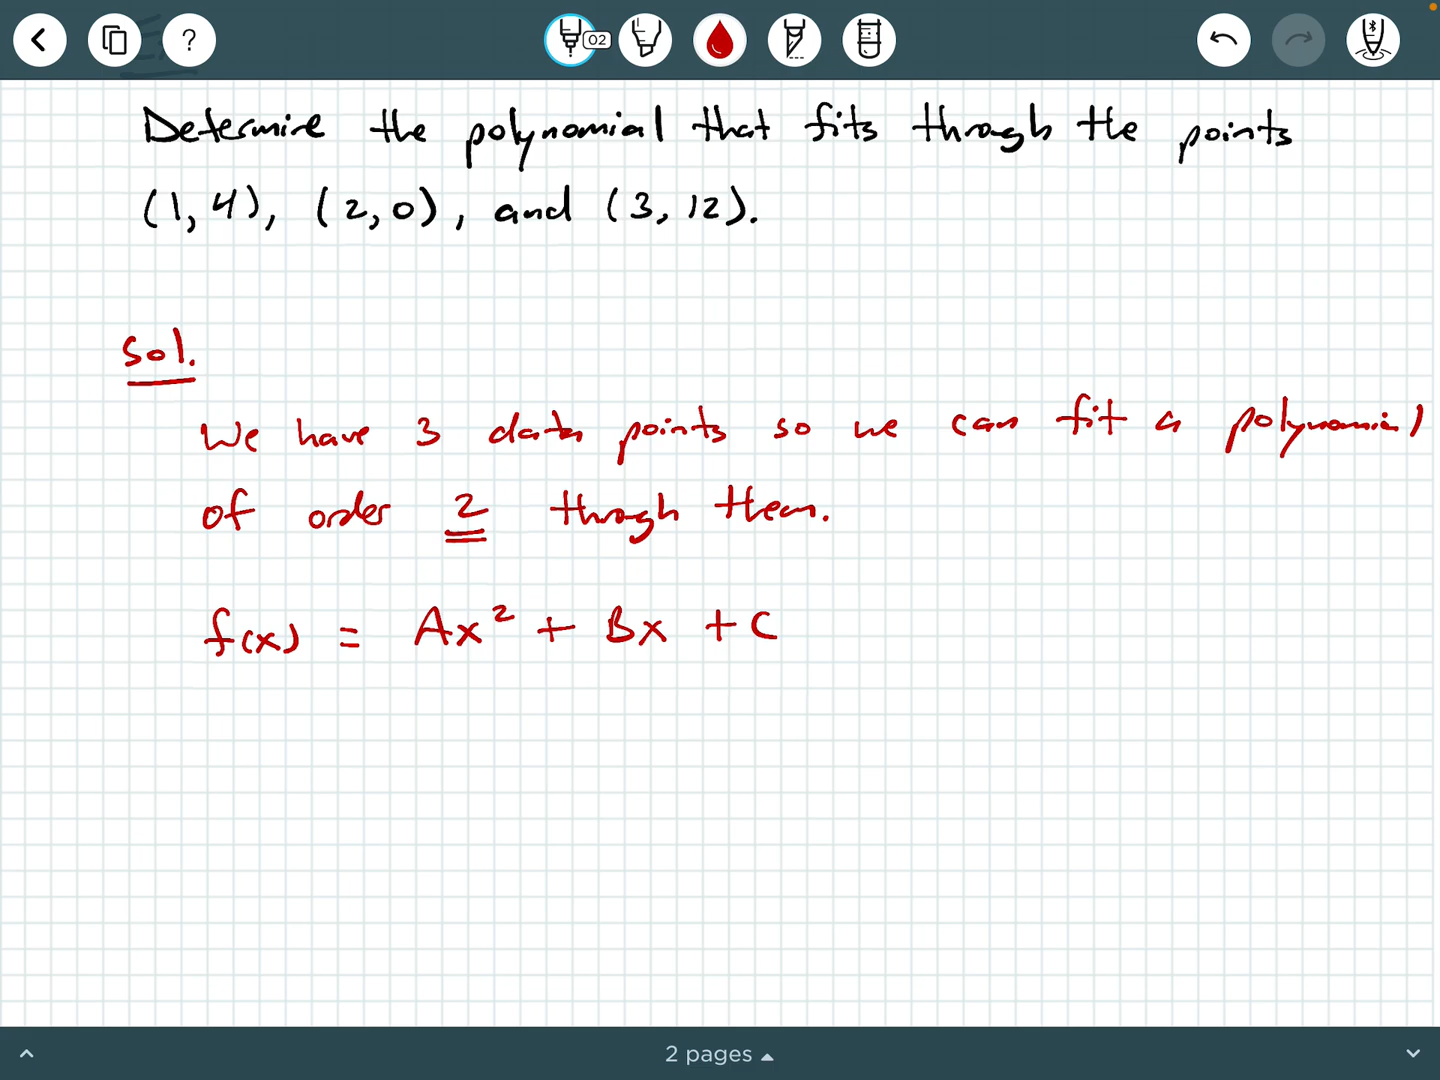 ?
02
Determine the polynomial that fits through the points
(1,4), (2,0), and (3,12).
sol.
We have 3 data points so we can fit a polynomial
of order 2 through them.
f(x) = Ax² + Bx + C
2 pages